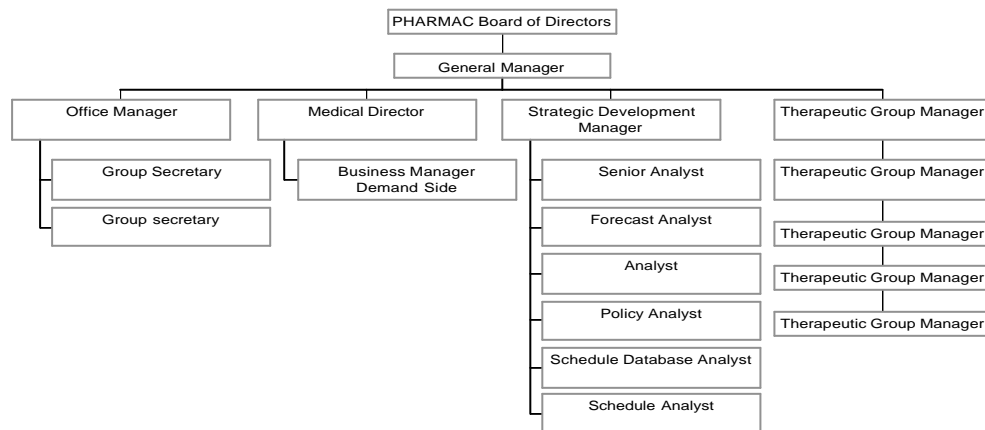 PHARMAC Board of Directors
General Manager
Office Manager
Group Secretary
Group secretary
Medical Director
Business Manager
Demand Side
Strategic Development
Manager
Senior Analyst
Forecast Analyst
Analyst
Policy Analyst
Schedule Database Analyst
Schedule Analyst
Therapeutic Group Manager
Therapeutic Group Manager
Therapeutic Group Manager
Therapeutic Group Manager
Therapeutic Group Manager